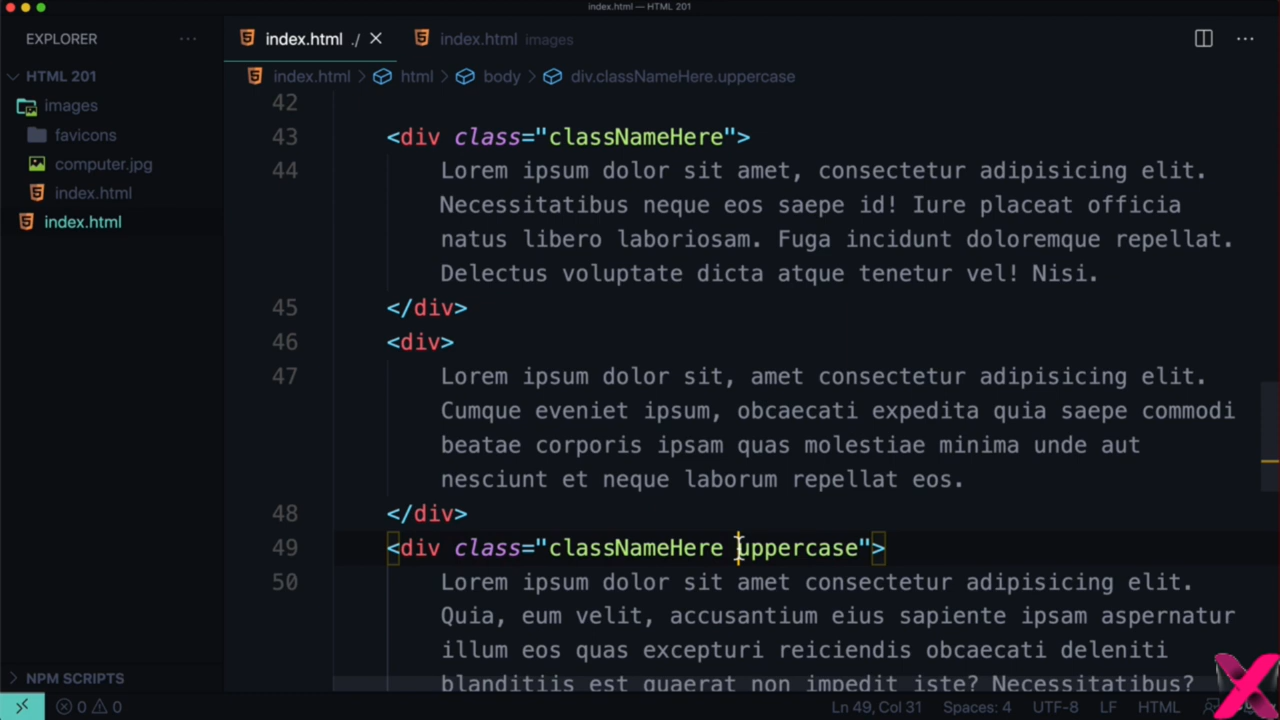 index.html — HTML 201
EXPLORER ···
index.html ./
index.html images
HTML 201
index.html > html > body > div.classNameHere.uppercase
images
favicons
computer.jpg
index.html
index.html
42
43 <div class="classNameHere">
44 Lorem ipsum dolor sit amet, consectetur adipisicing elit.
Necessitatibus neque eos saepe id! Iure placeat officia
natus libero laboriosam. Fuga incidunt doloremque repellat.
Delectus voluptate dicta atque tenetur vel! Nisi.
45 </div>
46 <div>
47 Lorem ipsum dolor sit, amet consectetur adipisicing elit.
Cumque eveniet ipsum, obcaecati expedita quia saepe commodi
beatae corporis ipsam quas molestiae minima unde aut
nesciunt et neque laborum repellat eos.
48 </div>
49 <div class="classNameHere uppercase">
50 Lorem ipsum dolor sit amet consectetur adipisicing elit.
Quia, eum velit, accusantium eius sapiente ipsam aspernatur
illum eos quas excepturi reiciendis obcaecati deleniti
blanditiis est quaerat non impedit iste? Necessitatibus?
NPM SCRIPTS
0 0
Ln 49, Col 31 Spaces: 4 UTF-8 LF HTML